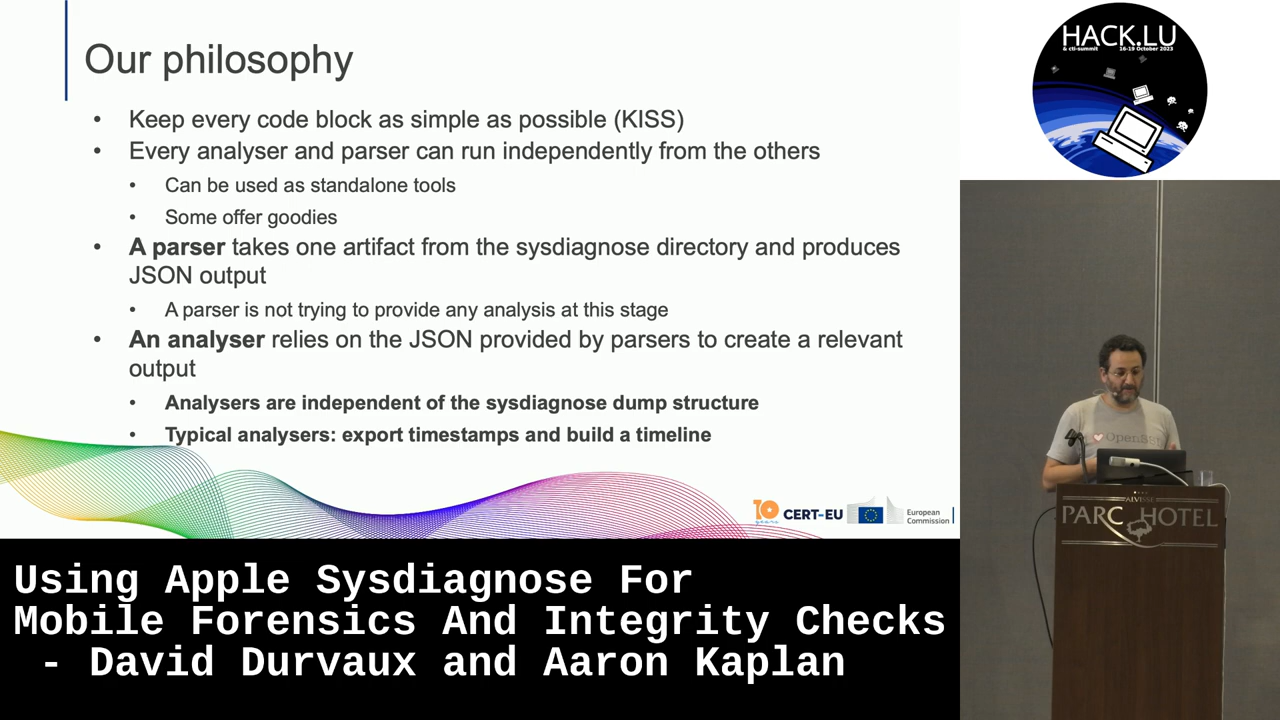 Our philosophy
• Keep every code block as simple as possible (KISS)
• Every analyser and parser can run independently from the others
• Can be used as standalone tools
• Some offer goodies
• A parser takes one artifact from the sysdiagnose directory and produces
JSON output
• A parser is not trying to provide any analysis at this stage
• An analyser relies on the JSON provided by parsers to create a relevant
output
• Analysers are independent of the sysdiagnose dump structure
• Typical analysers: export timestamps and build a timeline
10 years
CERT-EU
European
Commission
HACK.LU
& cti-summit 16-19 October 2023
ALVISSE
PARC HOTEL
Using Apple Sysdiagnose For
Mobile Forensics And Integrity Checks
- David Durvaux and Aaron Kaplan